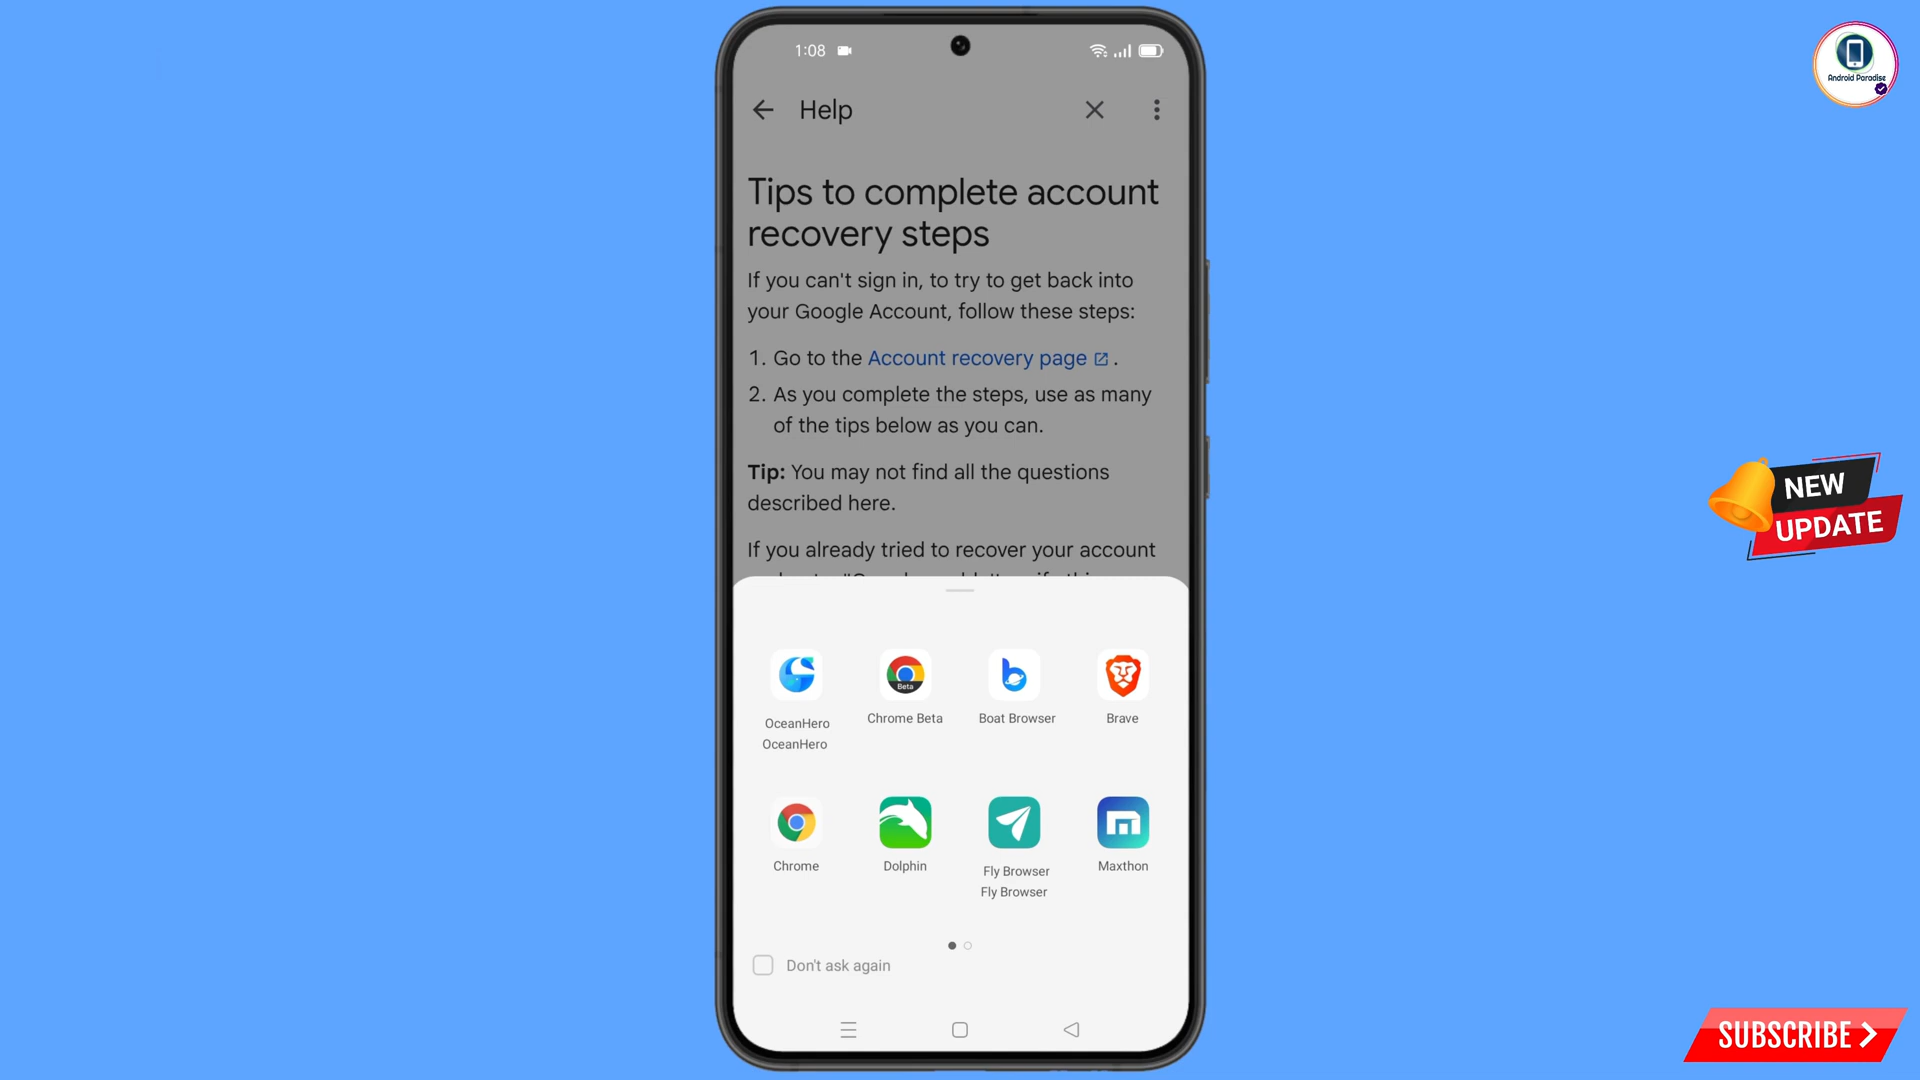 1:08
Android Paradise
Help
Tips to complete account
recovery steps
If you can't sign in, to try to get back into
your Google Account, follow these steps:
1. Go to the Account recovery page .
2. As you complete the steps, use as many
of the tips below as you can.
Tip: You may not find all the questions
described here.
If you already tried to recover your account
NEW
UPDATE
Beta
OceanHero
OceanHero
Chrome Beta
Boat Browser
Brave
Chrome
Dolphin
Fly Browser
Fly Browser
Maxthon
Don't ask again
SUBSCRIBE